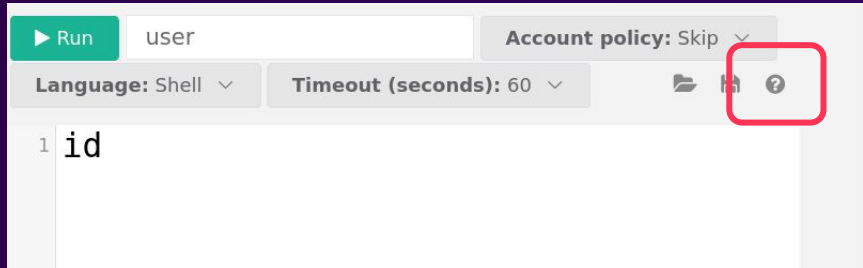 Run user Account policy: Skip
Language: Shell Timeout (seconds): 60 ?
1 id